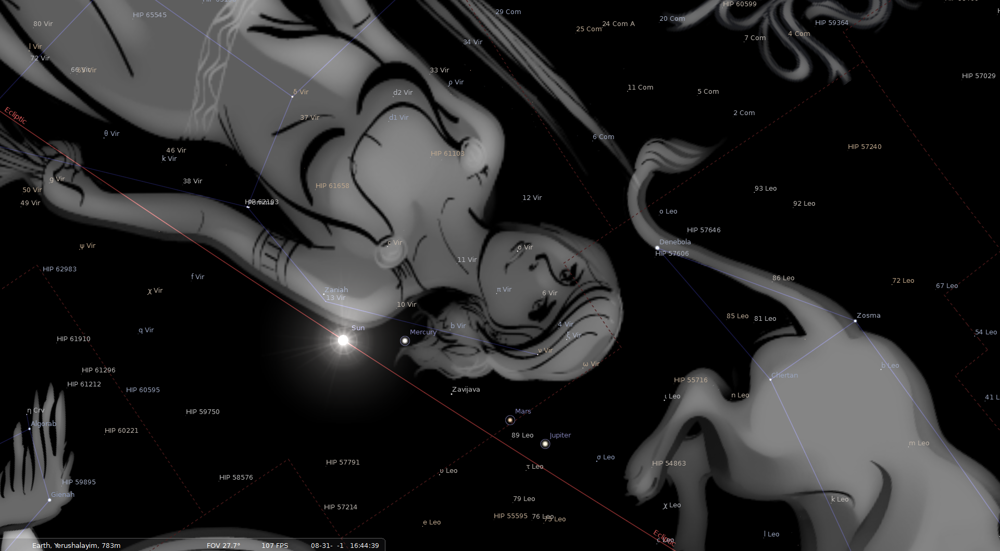 HIP 60599
29 Com
HIP 65545
20 Com
HIP 59364
80 Vir
24 Com A
25 Com
4 Com
7 Com
34 Vir
l Vir
72 Vir
66 Vir
65 Vir
33 Vir
HIP 57029
ρ Vir
11 Com
5 Com
δ Vir
d2 Vir
Ecliptic
2 Com
37 Vir
d1 Vir
θ Vir
6 Com
HIP 57240
46 Vir
k Vir
HIP 61103
g Vir
38 Vir
HIP 61658
50 Vir
93 Leo
49 Vir
HIP 62193
12 Vir
92 Leo
ο Leo
HIP 57646
ψ Vir
c Vir
ο Vir
Denebola
HIP 57606
11 Vir
HIP 62983
f Vir
86 Leo
72 Leo
67 Leo
χ Vir
Zaniah
13 Vir
π Vir
6 Vir
10 Vir
85 Leo
81 Leo
Zosma
q Vir
Sun
Mercury
b Vir
4 Vir
ξ Vir
54 Leo
HIP 61910
ν Vir
ω Vir
b Leo
HIP 61296
HIP 61212
HIP 60595
Zavijava
Chertan
HIP 55716
ι Leo
n Leo
41 L
η Crv
HIP 59750
Mars
Algorab
HIP 60221
89 Leo
Jupiter
m Leo
HIP 57791
σ Leo
HIP 54863
τ Leo
υ Leo
HIP 58576
HIP 59895
Gienah
79 Leo
k Leo
HIP 57214
χ Leo
HIP 55595
76 Leo
75 Leo
e Leo
Ecliptic
c Leo
l Leo
Earth, Yerushalayim, 783m FOV 27.7° 107 FPS 08-31- -1 16:44:39